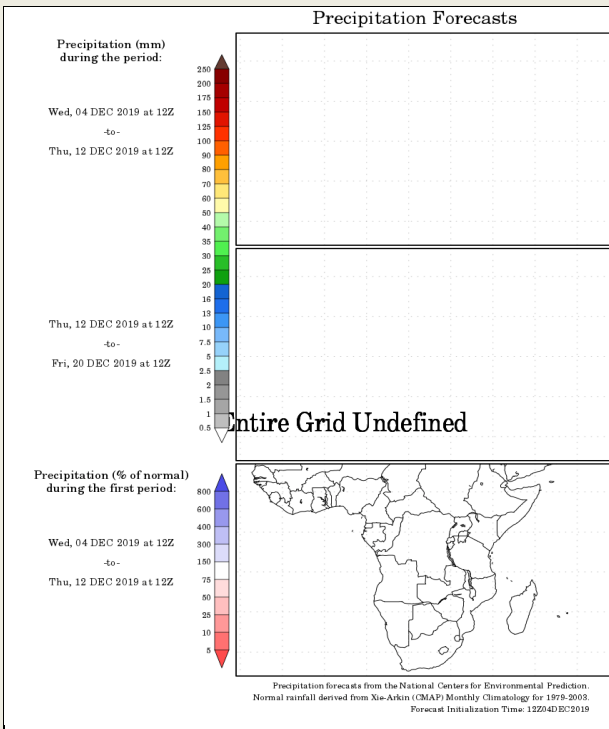 Precipitation Forecasts
Precipitation (mm)
during the period:
Wed, 04 DEC 2019 at 12Z
-to-
Thu, 12 DEC 2019 at 12Z
250
200
175
150
125
100
90
80
70
60
50
40
35
30
25
20
16
13
10
7.5
5
2.5
2
1.5
1
0.5
Thu, 12 DEC 2019 at 12Z
-to-
Fri, 20 DEC 2019 at 12Z
Entire Grid Undefined
Precipitation (% of normal)
during the first period:
Wed, 04 DEC 2019 at 12Z
-to-
Thu, 12 DEC 2019 at 12Z
800
600
400
300
150
75
50
25
10
5
Precipitation forecasts from the National Centers for Environmental Prediction.
Normal rainfall derived from Xie-Arkin (CMAP) Monthly Climatology for 1979-2003.
Forecast Initialization Time: 12Z04DEC2019